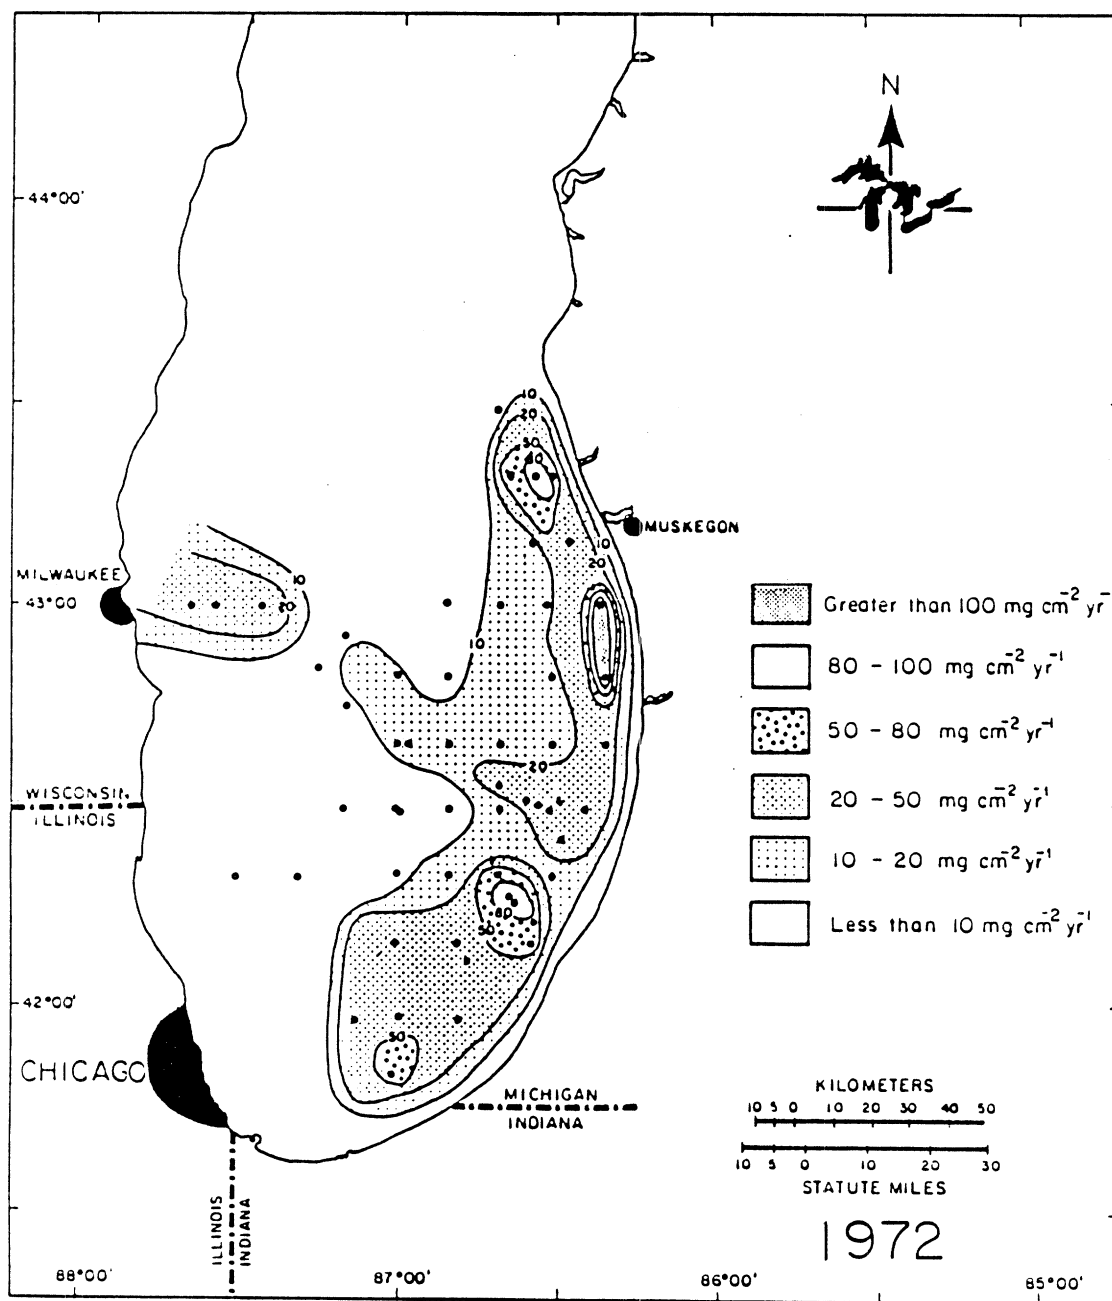 N
44°00'
10
20
50
MUSKEGON
10
20
MILWAUKEE
43°00
10
20
10
Greater than 100 mg cm⁻² yr⁻
80 - 100 mg cm⁻² yr⁻¹
50 - 80 mg cm⁻² yr⁻¹
20 - 50 mg cm⁻² yr⁻¹
10 - 20 mg cm⁻² yr⁻¹
Less than 10 mg cm⁻² yr⁻¹
20
WISCONSIN
ILLINOIS
80
50
42°00'
50
CHICAGO
MICHIGAN
INDIANA
KILOMETERS
10 5 0 10 20 30 40 50
10 5 0 10 20 30
STATUTE MILES
ILLINOIS
INDIANA
1972
88°00'
87°00'
86°00'
85°00'